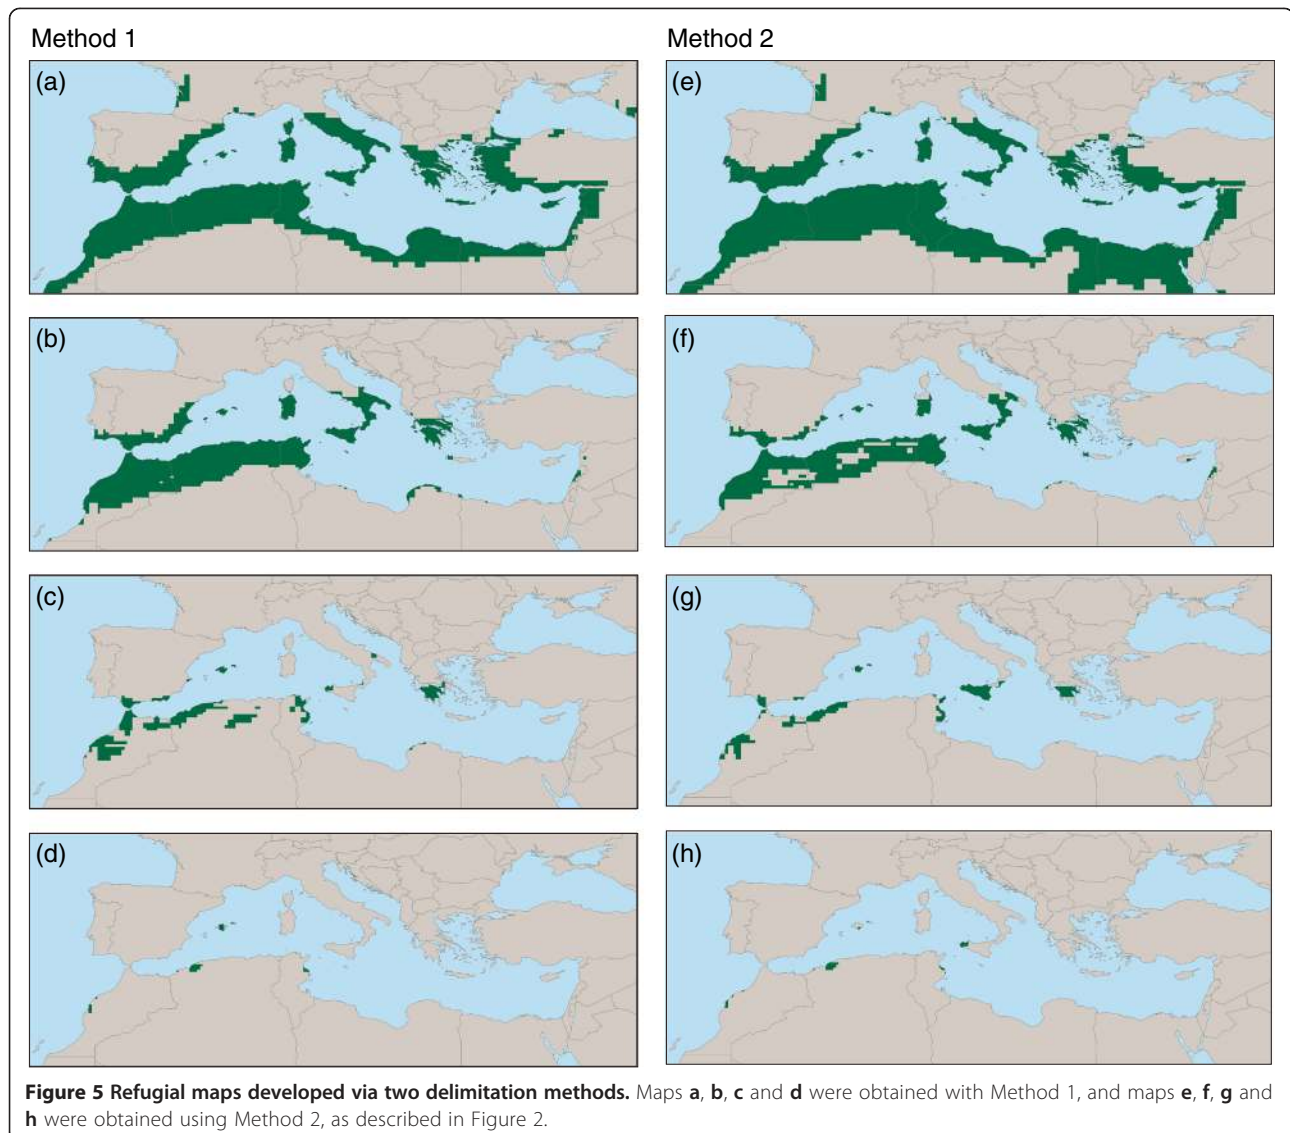 Method 1
Method 2
(a)
(e)
(b)
(f)
(c)
(g)
(d)
(h)
Figure 5 Refugial maps developed via two delimitation methods. Maps a, b, c and d were obtained with Method 1, and maps e, f, g and
h were obtained using Method 2, as described in Figure 2.